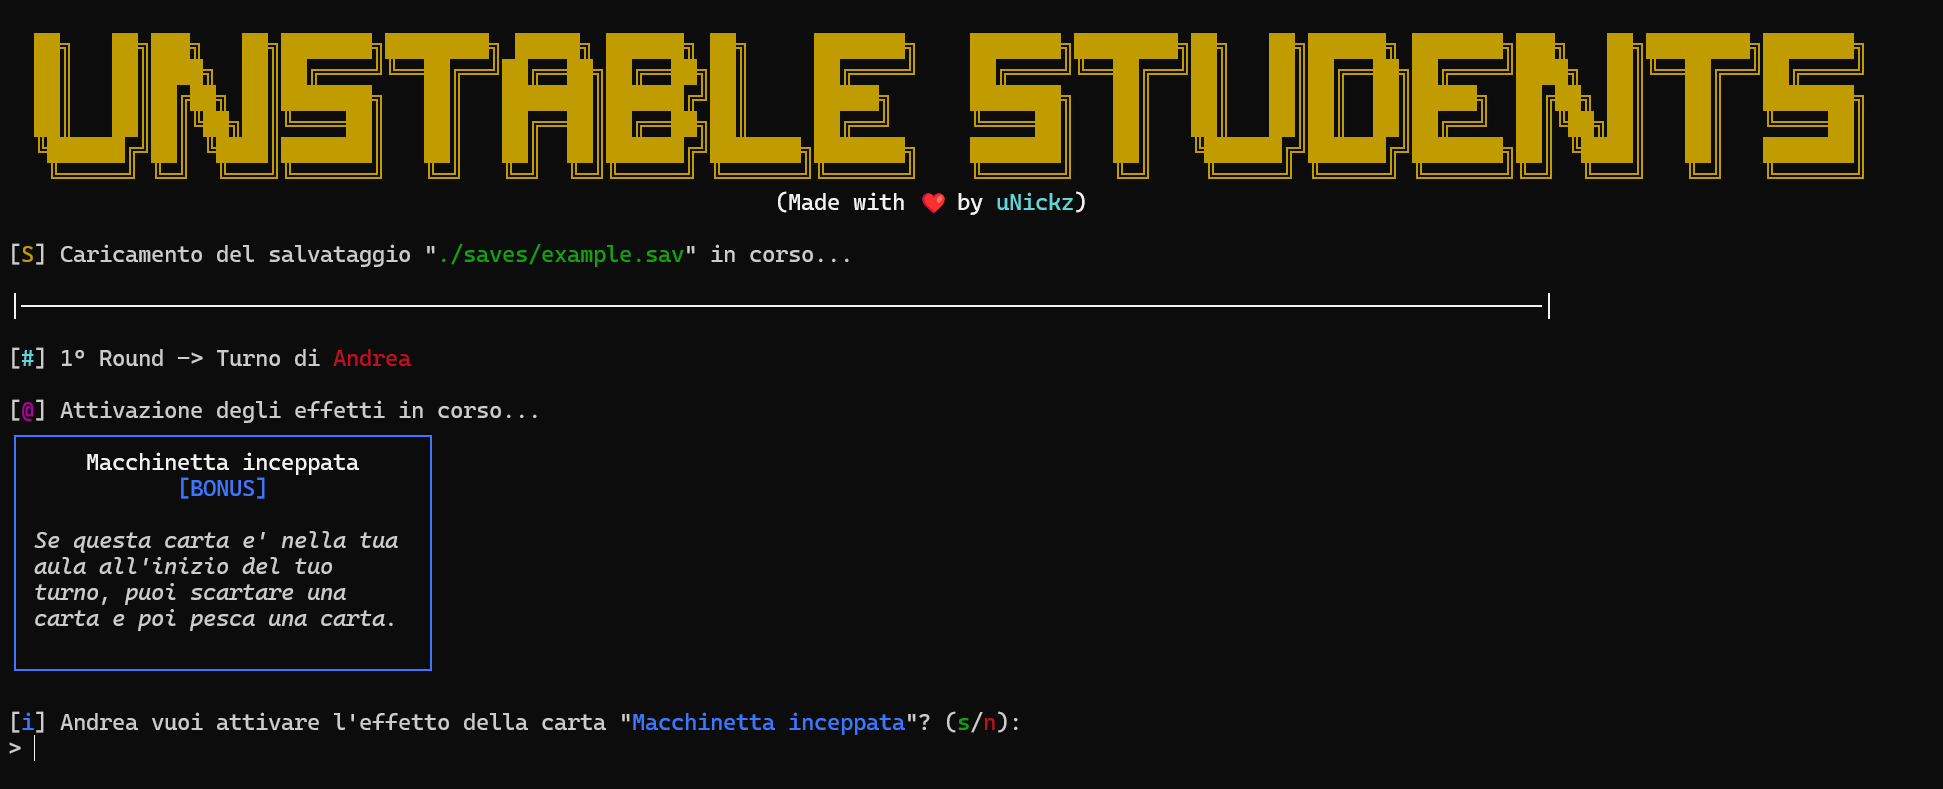 UNSTABLE STUDENTS
(Made with ❤️ by uNickz)
[S] Caricamento del salvataggio "./saves/example.sav" in corso...
[#] 1º Round -> Turno di Andrea
[@] Attivazione degli effetti in corso...
Macchinetta inceppata
[BONUS]
Se questa carta e' nella tua
aula all'inizio del tuo
turno, puoi scartare una
carta e poi pesca una carta.
[i] Andrea vuoi attivare l'effetto della carta "Macchinetta inceppata"? (s/n):
>